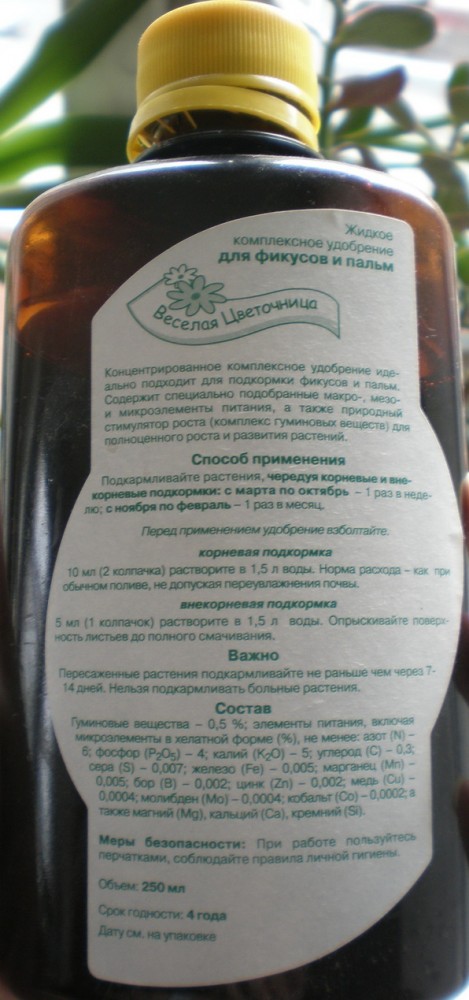 Жидкое
комплексное удобрение
для фикусов и пальм
Веселая Цветочница
Концентрированное комплексное удобрение иде-
ально подходит для подкормки фикусов и пальм.
Содержит специально подобранные макро-, мезо-
и микроэлементы питания, а также природный
стимулятор роста (комплекс гуминовых веществ) для
полноценного роста и развития растений.
Способ применения
Подкармливайте растения, чередуя корневые и вне-
корневые подкормки: с марта по октябрь – 1 раз в неде-
лю; с ноября по февраль – 1 раз в месяц.
Перед применением удобрение взболтайте.
корневая подкормка
10 мл (2 колпачка) растворите в 1,5 л воды. Норма расхода – как при
обычном поливе, не допуская переувлажнения почвы.
внекорневая подкормка
5 мл (1 колпачок) растворите в 1,5 л воды. Опрыскивайте поверх-
ность листьев до полного смачивания.
Важно
Пересаженные растения подкармливайте не раньше чем через 7-
14 дней. Нельзя подкармливать больные растения.
Состав
Гуминовые вещества – 0,5 %; элементы питания, включая
микроэлементы в хелатной форме (%), не менее: азот (N) –
6; фосфор (P₂O₅) – 4; калий (K₂O) – 5; углерод (C) – 0,3;
сера (S) – 0,007; железо (Fe) – 0,005; марганец (Mn) –
0,005; бор (B) – 0,002; цинк (Zn) – 0,002; медь (Cu) –
0,0004; молибден (Mo) – 0,0004; кобальт (Co) – 0,0002; а
также магний (Mg), кальций (Ca), кремний (Si).
Меры безопасности: При работе пользуйтесь
перчатками, соблюдайте правила личной гигиены.
Объем: 250 мл
Срок годности: 4 года
Дату см. на упаковке